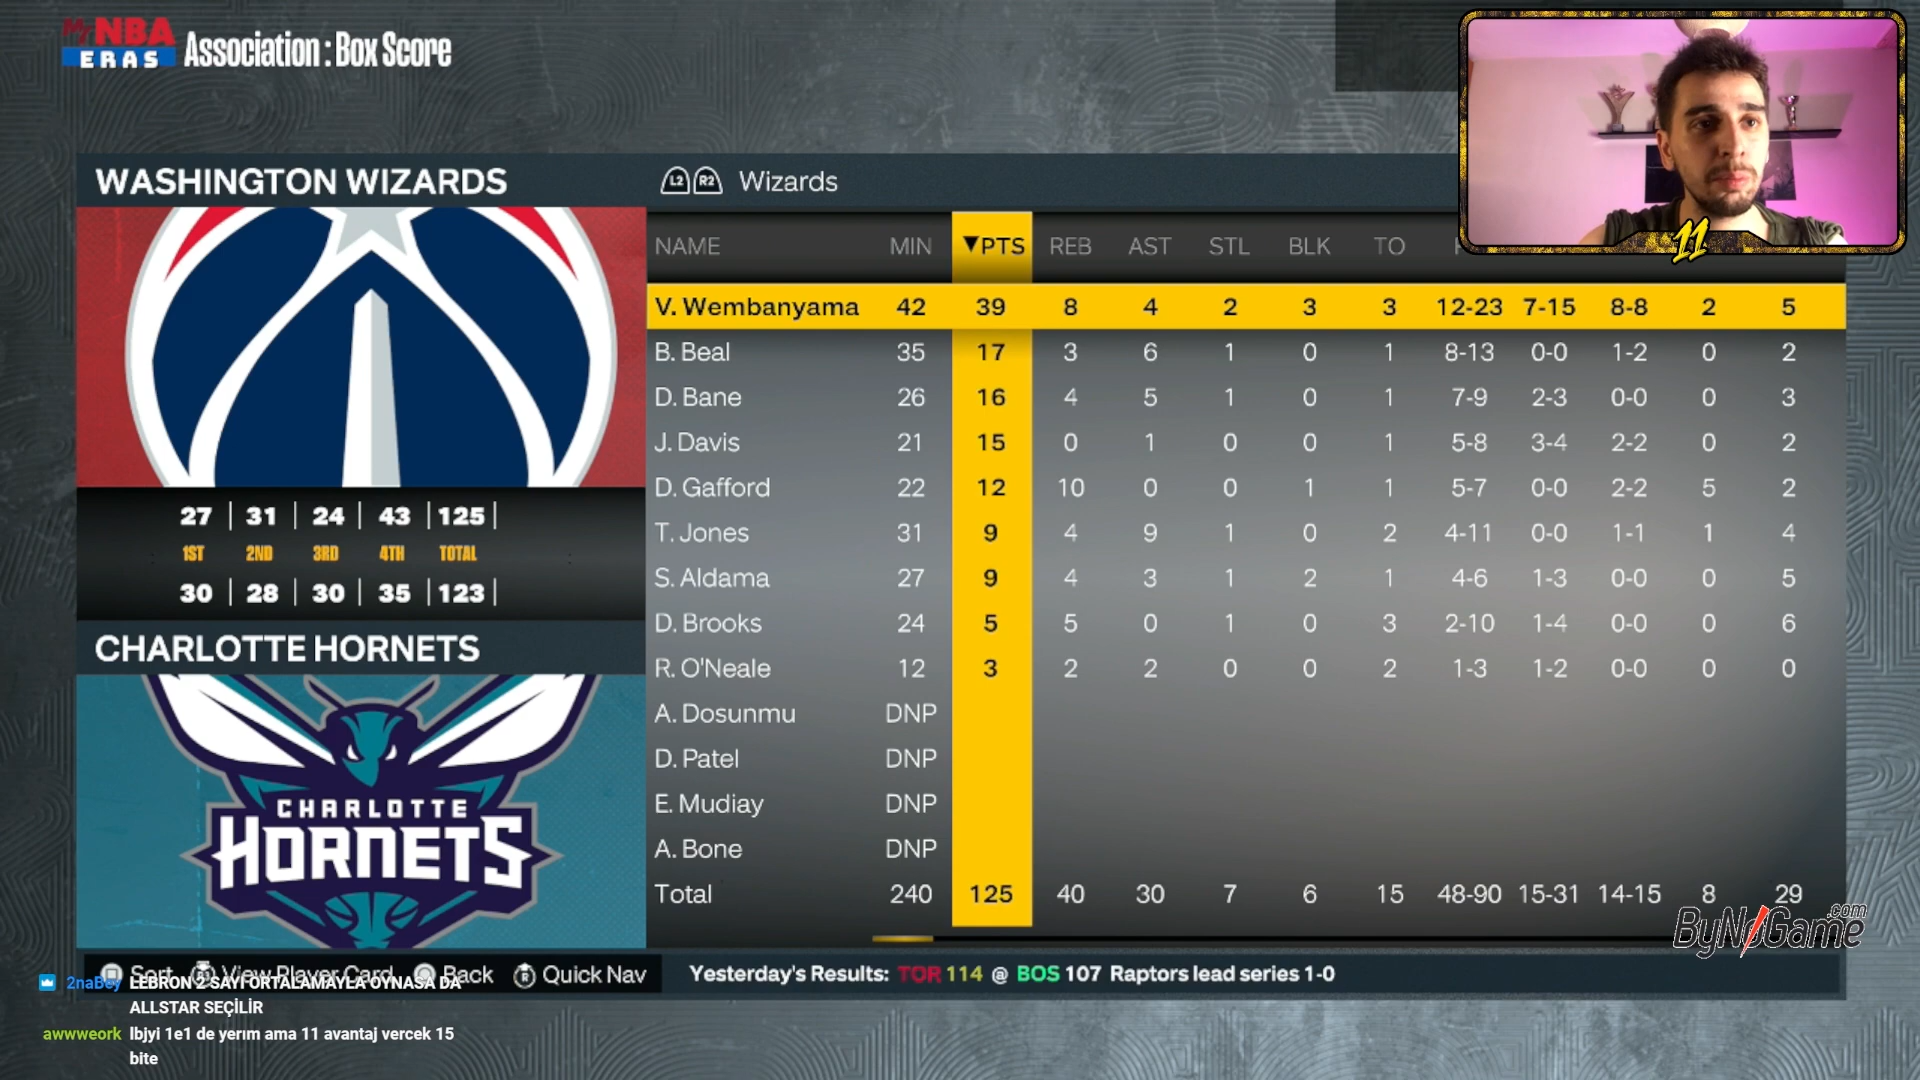 My NBA ERAS Association : Box Score
WASHINGTON WIZARDS
27 | 31 | 24 | 43 | 125 |
1ST 2ND 3RD 4TH TOTAL
30 | 28 | 30 | 35 | 123 |
CHARLOTTE HORNETS
CHARLOTTE
HORNETS
L2 R2 Wizards
NAME MIN ▼PTS REB AST STL BLK TO
V. Wembanyama 42 39 8 4 2 3 3 12-23 7-15 8-8 2 5
B. Beal 35 17 3 6 1 0 1 8-13 0-0 1-2 0 2
D. Bane 26 16 4 5 1 0 1 7-9 2-3 0-0 0 3
J. Davis 21 15 0 1 0 0 1 5-8 3-4 2-2 0 2
D. Gafford 22 12 10 0 0 1 1 5-7 0-0 2-2 5 2
T. Jones 31 9 4 9 1 0 2 4-11 0-0 1-1 1 4
S. Aldama 27 9 4 3 1 2 1 4-6 1-3 0-0 0 5
D. Brooks 24 5 5 0 1 0 3 2-10 1-4 0-0 0 6
R. O'Neale 12 3 2 2 0 0 2 1-3 1-2 0-0 0 0
A. Dosunmu DNP
D. Patel DNP
E. Mudiay DNP
A. Bone DNP
Total 240 125 40 30 7 6 15 48-90 15-31 14-15 8 29
11
ByNoGame.com
Sort View Player Card Back R Quick Nav
Yesterday's Results: TOR 114 @ BOS 107 Raptors lead series 1-0
2naBey LEBRON 2 SAYI ORTALAMAYLA OYNASA DA
ALLSTAR SEÇİLİR
awwweork lbjyi 1e1 de yerım ama 11 avantaj vercek 15
bite